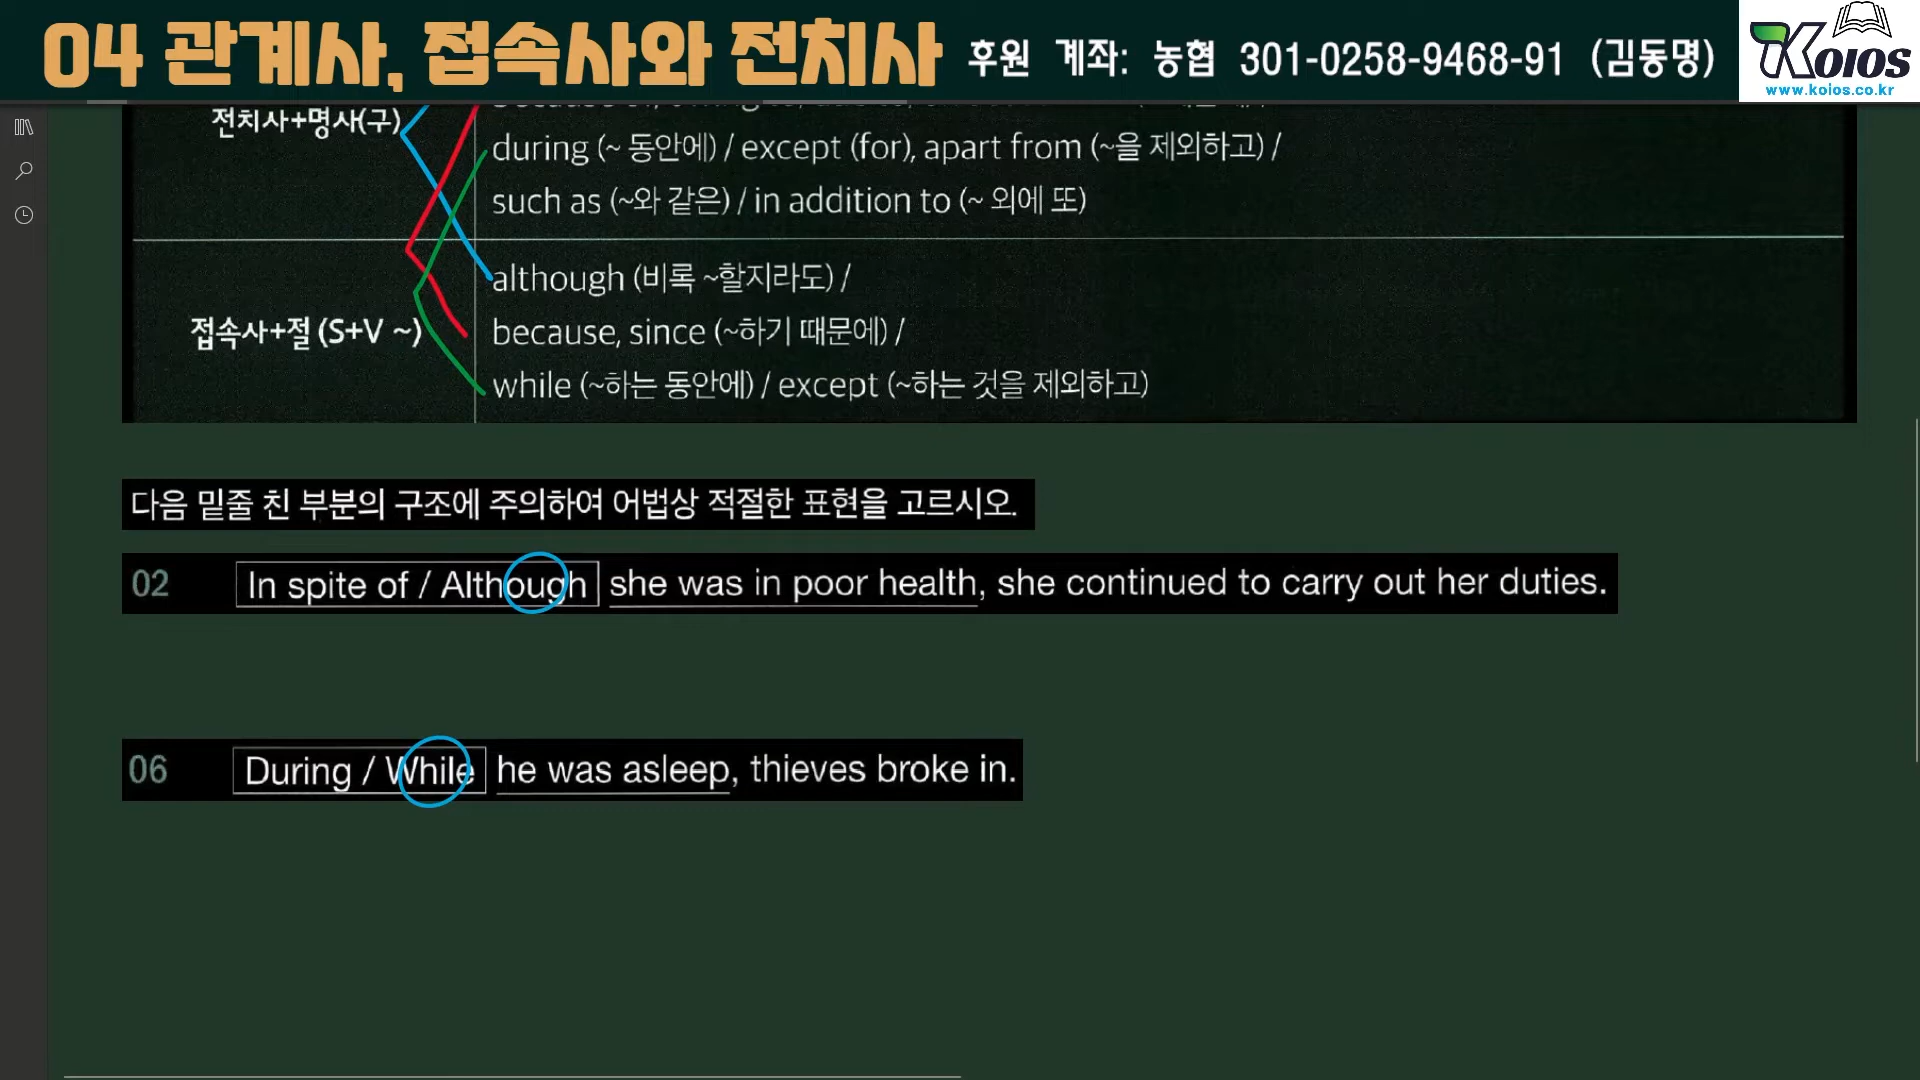 04 관계사, 접속사와 전치사 후원 계좌: 농협 301-0258-9468-91 (김동명)
Koios
www.koios.co.kr
전치사+명사(구)
during (~ 동안에) / except (for), apart from (~을 제외하고) /
such as (~와 같은) / in addition to (~ 외에 또)
접속사+절 (S+V ~)
although (비록 ~할지라도) /
because, since (~하기 때문에) /
while (~하는 동안에) / except (~하는 것을 제외하고)
다음 밑줄 친 부분의 구조에 주의하여 어법상 적절한 표현을 고르시오.
02 In spite of / Although she was in poor health, she continued to carry out her duties.
06 During / While he was asleep, thieves broke in.